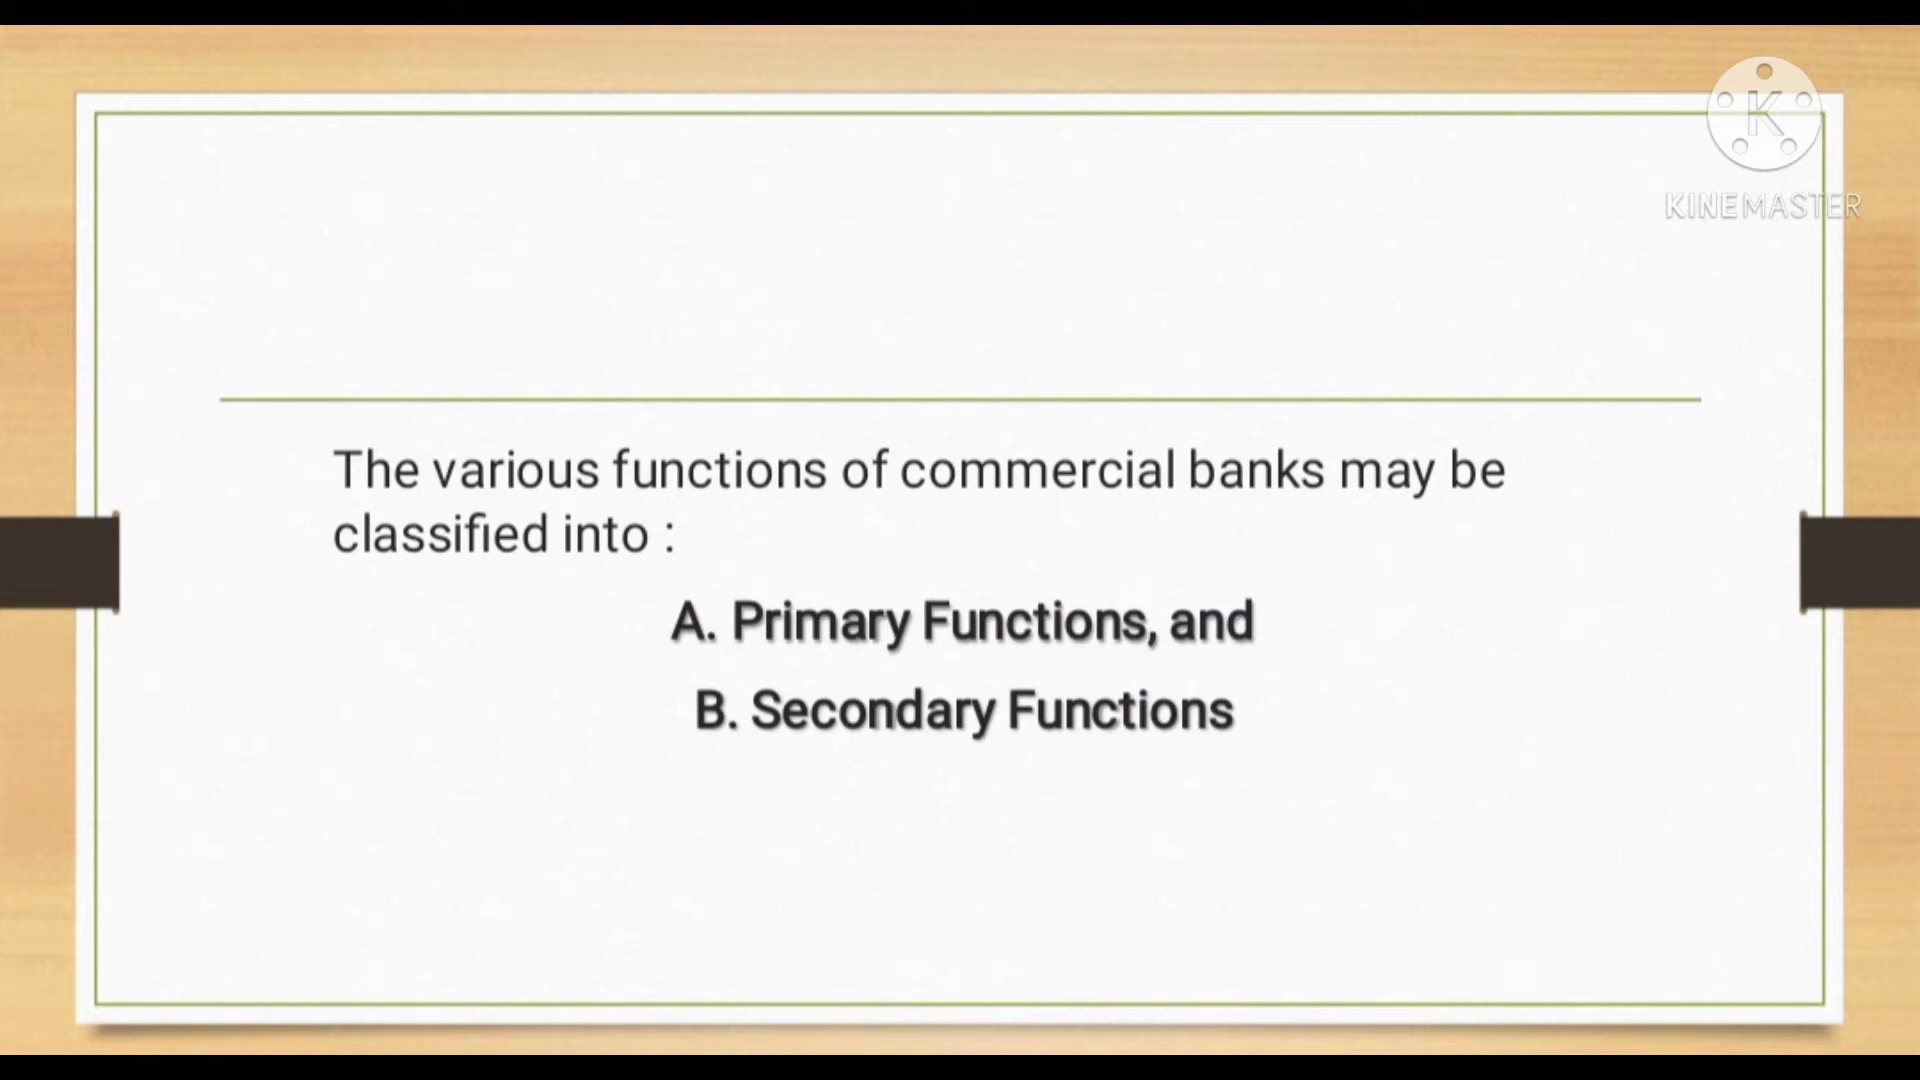 K
KINEMASTER
The various functions of commercial banks may be
classified into :
A. Primary Functions, and
B. Secondary Functions